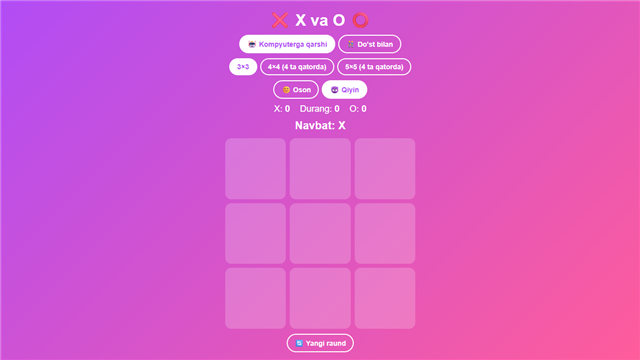 ❌ X va O ⭕
Kompyuterga qarshi Do'st bilan
3×3 4×4 (4 ta qatorda) 5×5 (4 ta qatorda)
Oson Qiyin
X: 0 Durang: 0 O: 0
Navbat: X
Yangi raund